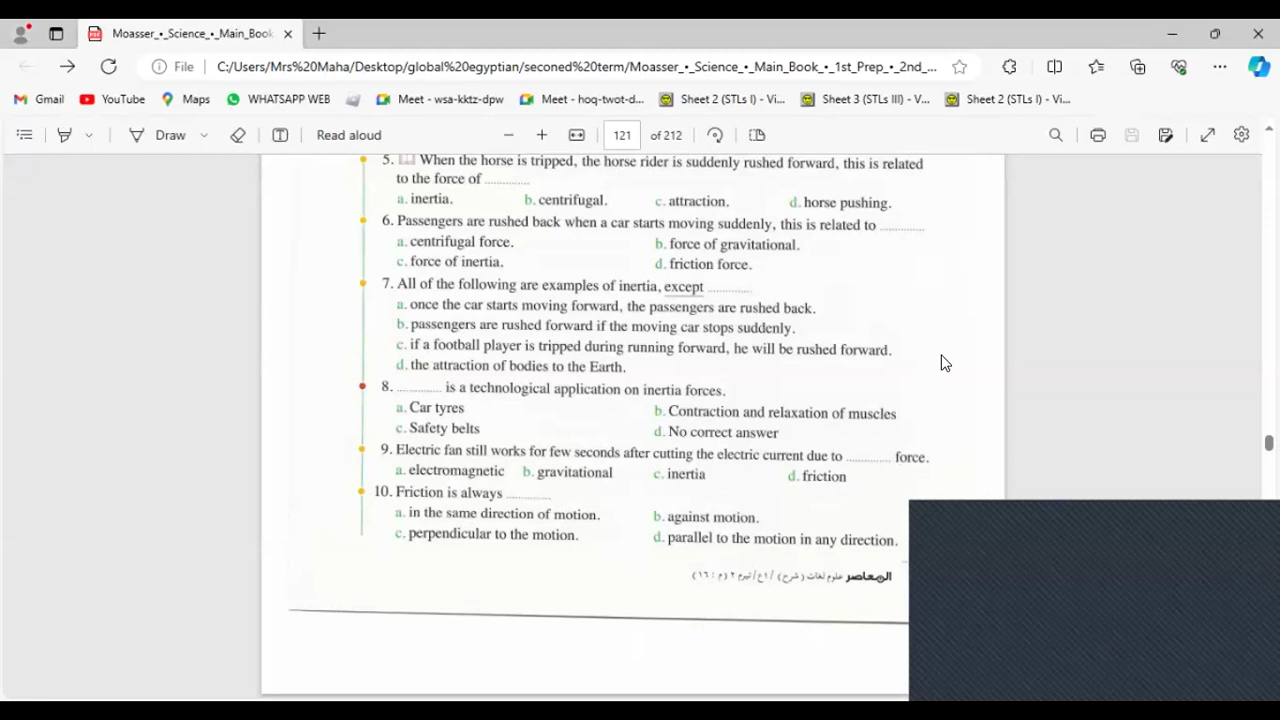 Moasser_•_Science_•_Main_Book
File
C:/Users/Mrs%20Maha/Desktop/global%20egyptian/seconed%20term/Moasser_•_Science_•_Main_Book_•_1st_Prep_•_2nd_...
Gmail YouTube Maps WHATSAPP WEB Meet - wsa-kktz-dpw Meet - hoq-twot-d... Sheet 2 (STLs I) - Vi... Sheet 3 (STLs III) - V... Sheet 2 (STLs I) - Vi...
Draw Read aloud 121 of 212
5. When the horse is tripped, the horse rider is suddenly rushed forward, this is related
to the force of ............
a. inertia. b. centrifugal. c. attraction. d. horse pushing.
6. Passengers are rushed back when a car starts moving suddenly, this is related to ............
a. centrifugal force. b. force of gravitational.
c. force of inertia. d. friction force.
7. All of the following are examples of inertia, except ............
a. once the car starts moving forward, the passengers are rushed back.
b. passengers are rushed forward if the moving car stops suddenly.
c. if a football player is tripped during running forward, he will be rushed forward.
d. the attraction of bodies to the Earth.
8. ............ is a technological application on inertia forces.
a. Car tyres b. Contraction and relaxation of muscles
c. Safety belts d. No correct answer
9. Electric fan still works for few seconds after cutting the electric current due to ............ force.
a. electromagnetic b. gravitational c. inertia d. friction
10. Friction is always ............
a. in the same direction of motion. b. against motion.
c. perpendicular to the motion. d. parallel to the motion in any direction.
المعاصر علوم لغات (شرح) / ١ع / تيرم ٢ (م : ١٦)